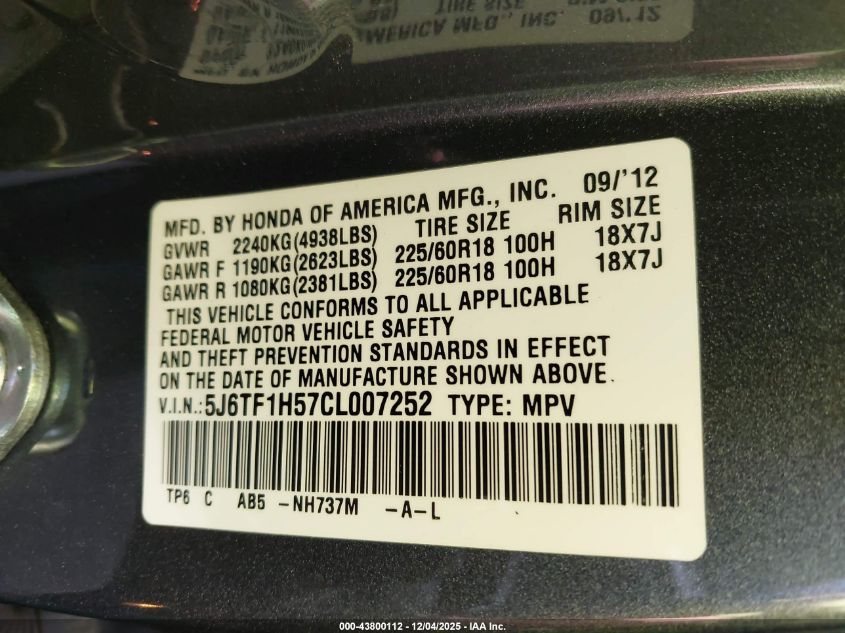 MFD. BY HONDA OF AMERICA MFG., INC. 09/'12
GVWR 2240KG(4938LBS) TIRE SIZE RIM SIZE
GAWR F 1190KG(2623LBS) 225/60R18 100H 18X7J
GAWR R 1080KG(2381LBS) 225/60R18 100H 18X7J
THIS VEHICLE CONFORMS TO ALL APPLICABLE
FEDERAL MOTOR VEHICLE SAFETY
AND THEFT PREVENTION STANDARDS IN EFFECT
ON THE DATE OF MANUFACTURE SHOWN ABOVE.
V.I.N.:5J6TF1H57CL007252 TYPE: MPV
TP6 C AB5 -NH737M -A-L
000-43800112 - 12/04/2025 - IAA Inc.